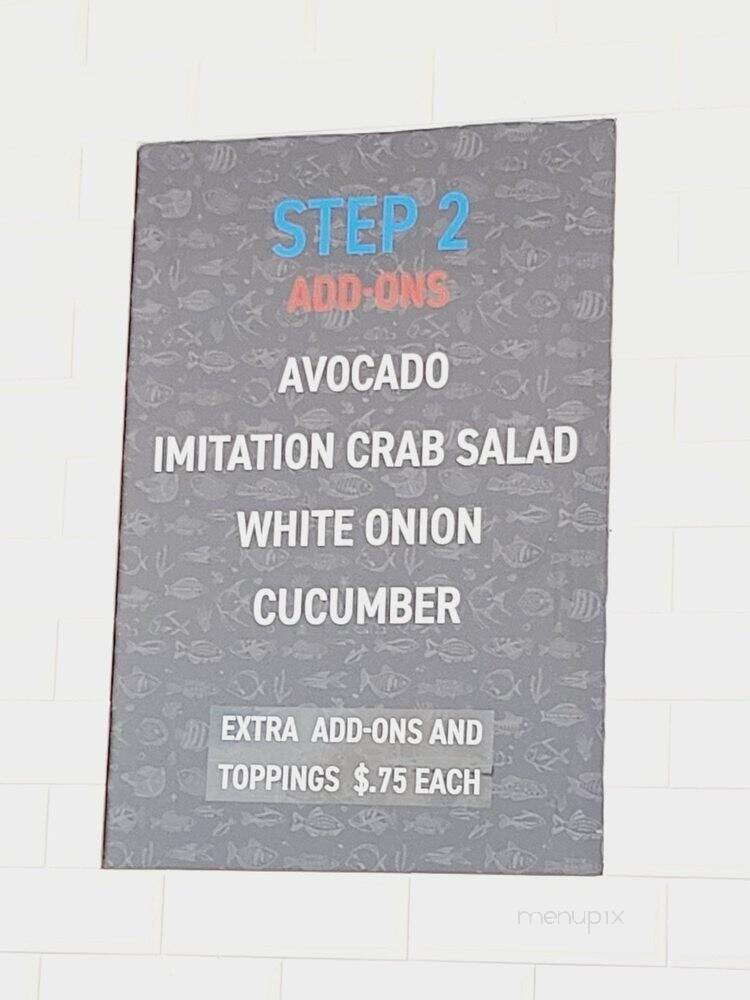 STEP 2
ADD-ONS
AVOCADO
IMITATION CRAB SALAD
WHITE ONION
CUCUMBER
EXTRA ADD-ONS AND
TOPPINGS $.75 EACH
menupix